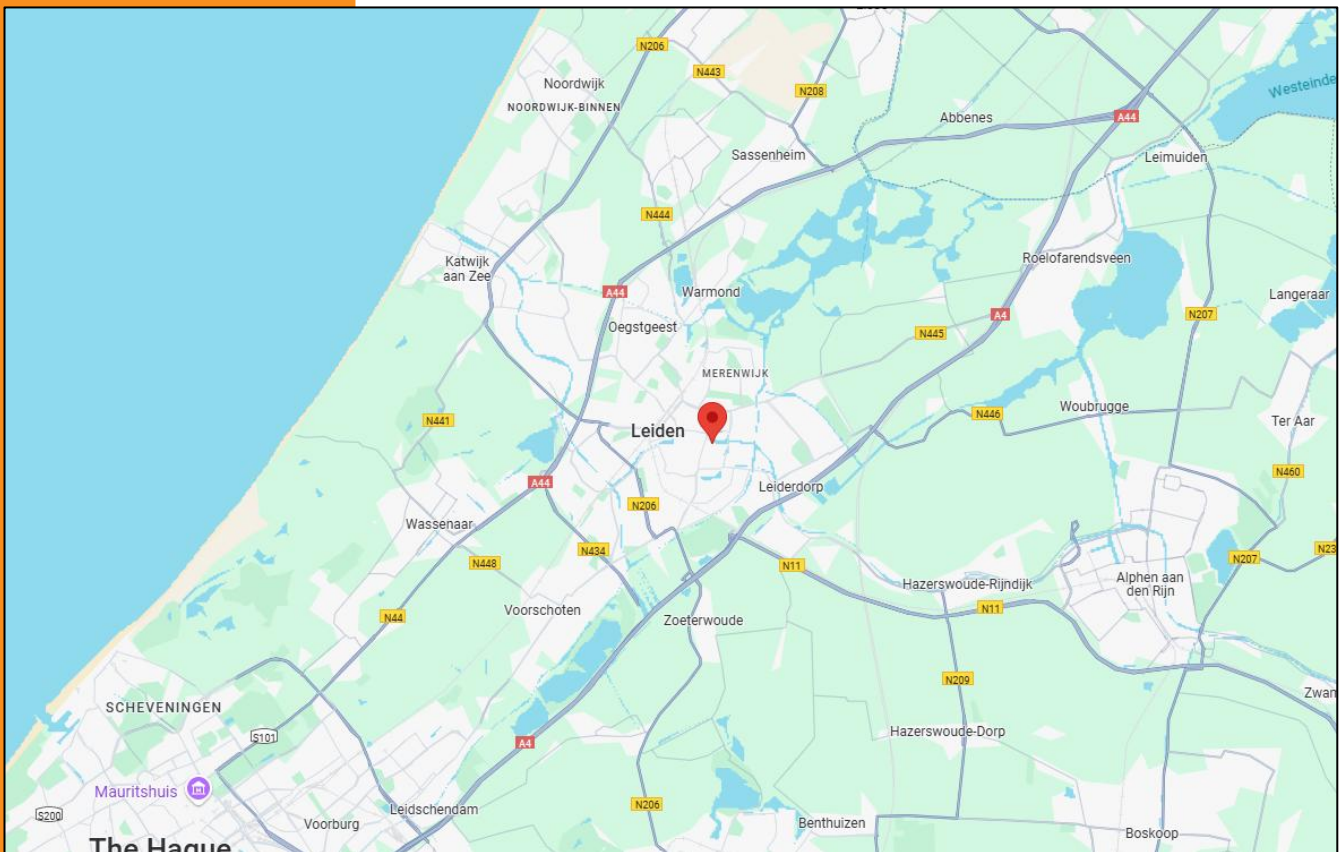 N206
Noordwijk
N443
NOORDWIJK-BINNEN
N208
Westeinde
Abbenes
A44
Sassenheim
Leimuiden
N444
Katwijk
aan Zee
Roelofarendsveen
A44
Warmond
Langeraar
Oegstgeest
A4
N207
N445
MERENWIJK
N441
Leiden
N446
Woubrugge
Ter Aar
A44
Leiderdorp
N460
N206
Wassenaar
N434
N23
N448
N11
N207
Hazerswoude-Rijndijk
Alphen aan
den Rijn
Voorschoten
N44
N11
Zoeterwoude
N209
Zwam
SCHEVENINGEN
S101
A4
Hazerswoude-Dorp
Mauritshuis
S200
Leidschendam
N206
Voorburg
Benthuizen
Boskoop
The Hague